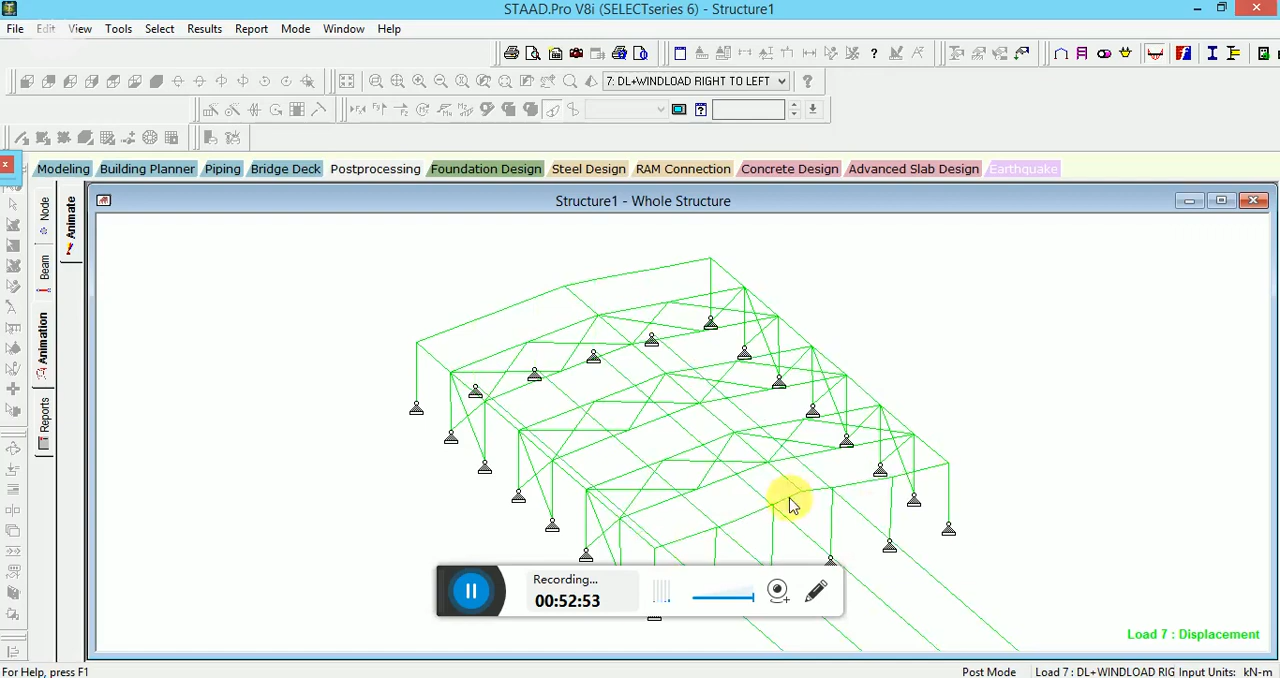 STAAD.Pro V8i (SELECTseries 6) - Structure1
File Edit View Tools Select Results Report Mode Window Help
7: DL+WINDLOAD RIGHT TO LEFT
Modeling Building Planner Piping Bridge Deck Postprocessing Foundation Design Steel Design RAM Connection Concrete Design Advanced Slab Design Earthquake
Structure1 - Whole Structure
Node
Beam
Animation
Reports
Animate
Recording...
00:52:53
Load 7 : Displacement
For Help, press F1
Post Mode
Load 7 : DL+WINDLOAD RIG
Input Units: kN-m